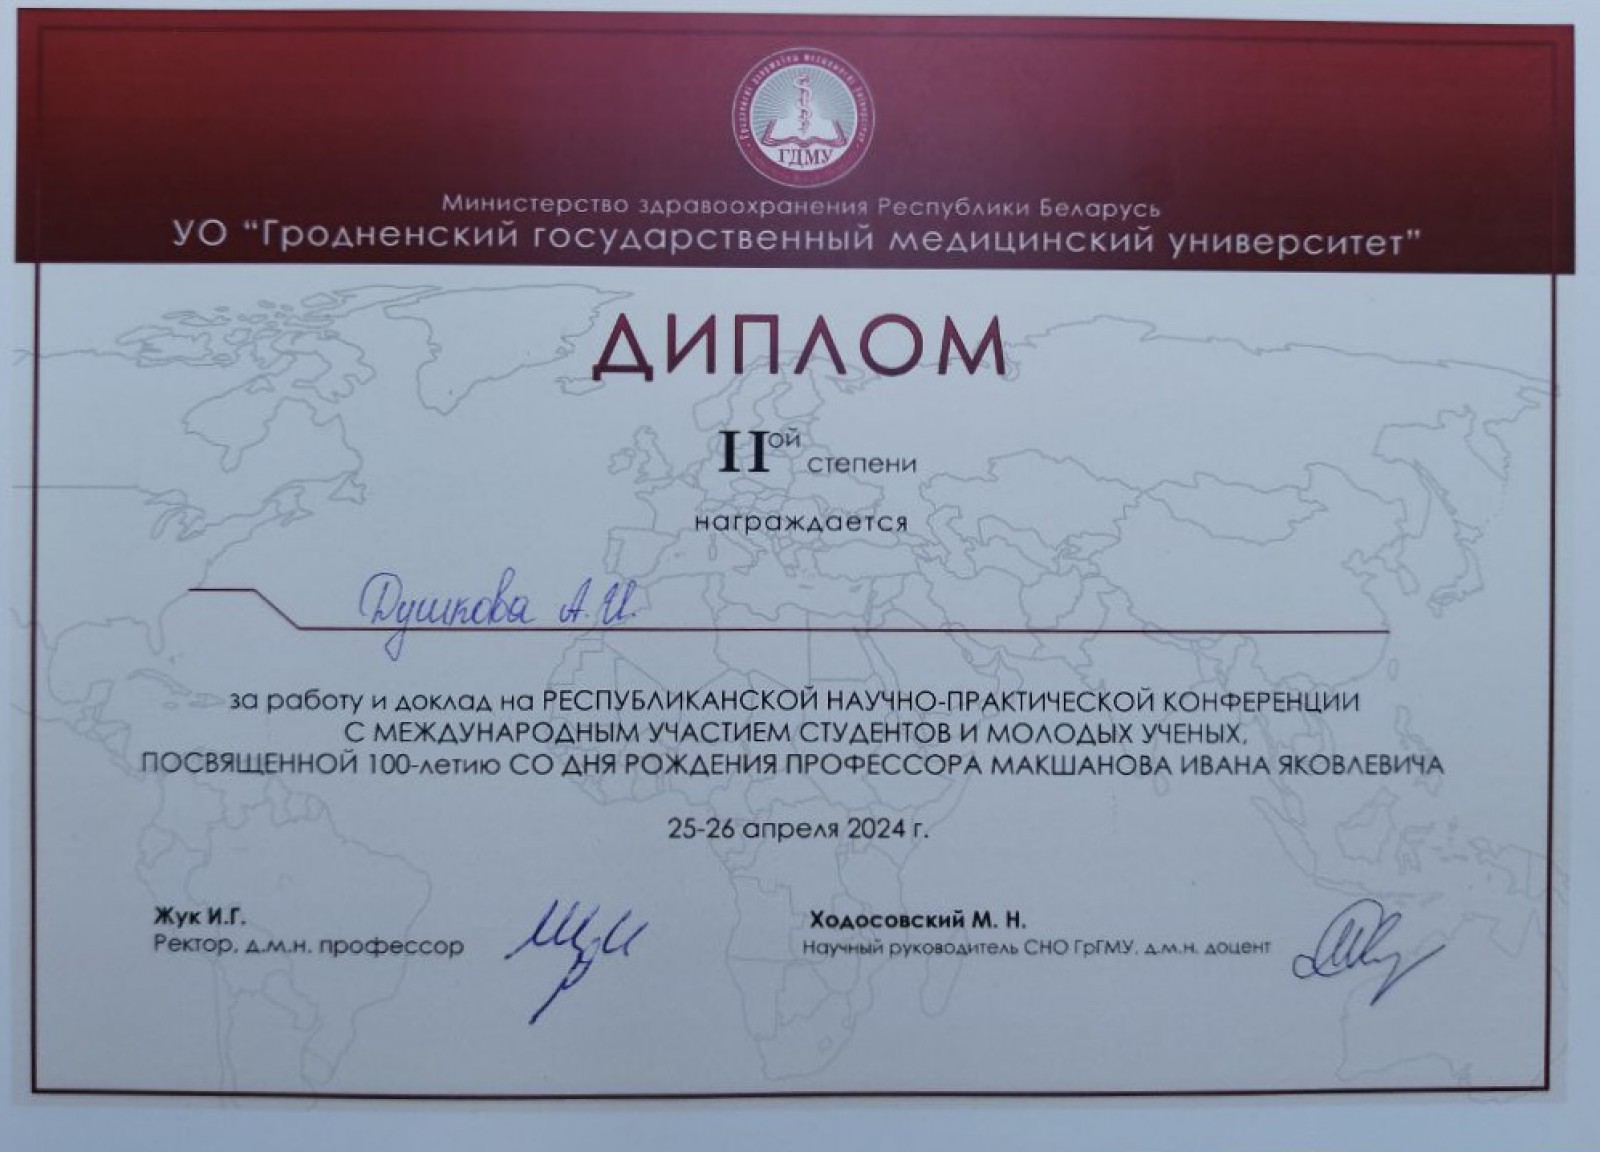 ГДМУ
Министерство здравоохранения Республики Беларусь
УО “Гродненский государственный медицинский университет”
ДИПЛОМ
IIой степени
награждается
Душкова А.И.
за работу и доклад на РЕСПУБЛИКАНСКОЙ НАУЧНО-ПРАКТИЧЕСКОЙ КОНФЕРЕНЦИИ
С МЕЖДУНАРОДНЫМ УЧАСТИЕМ СТУДЕНТОВ И МОЛОДЫХ УЧЕНЫХ,
ПОСВЯЩЕННОЙ 100-летию СО ДНЯ РОЖДЕНИЯ ПРОФЕССОРА МАКШАНОВА ИВАНА ЯКОВЛЕВИЧА
25-26 апреля 2024 г.
Жук И.Г.
Ректор, д.м.н. профессор
Ходосовский М. Н.
Научный руководитель СНО ГрГМУ, д.м.н. доцент